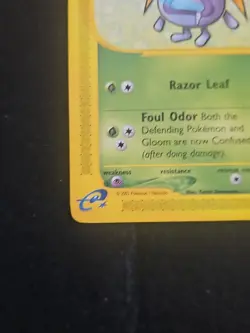 Razor Leaf
Foul Odor Both the
Defending Pokémon and
Gloom are now Confused
(after doing damage).
weakness resistance
e